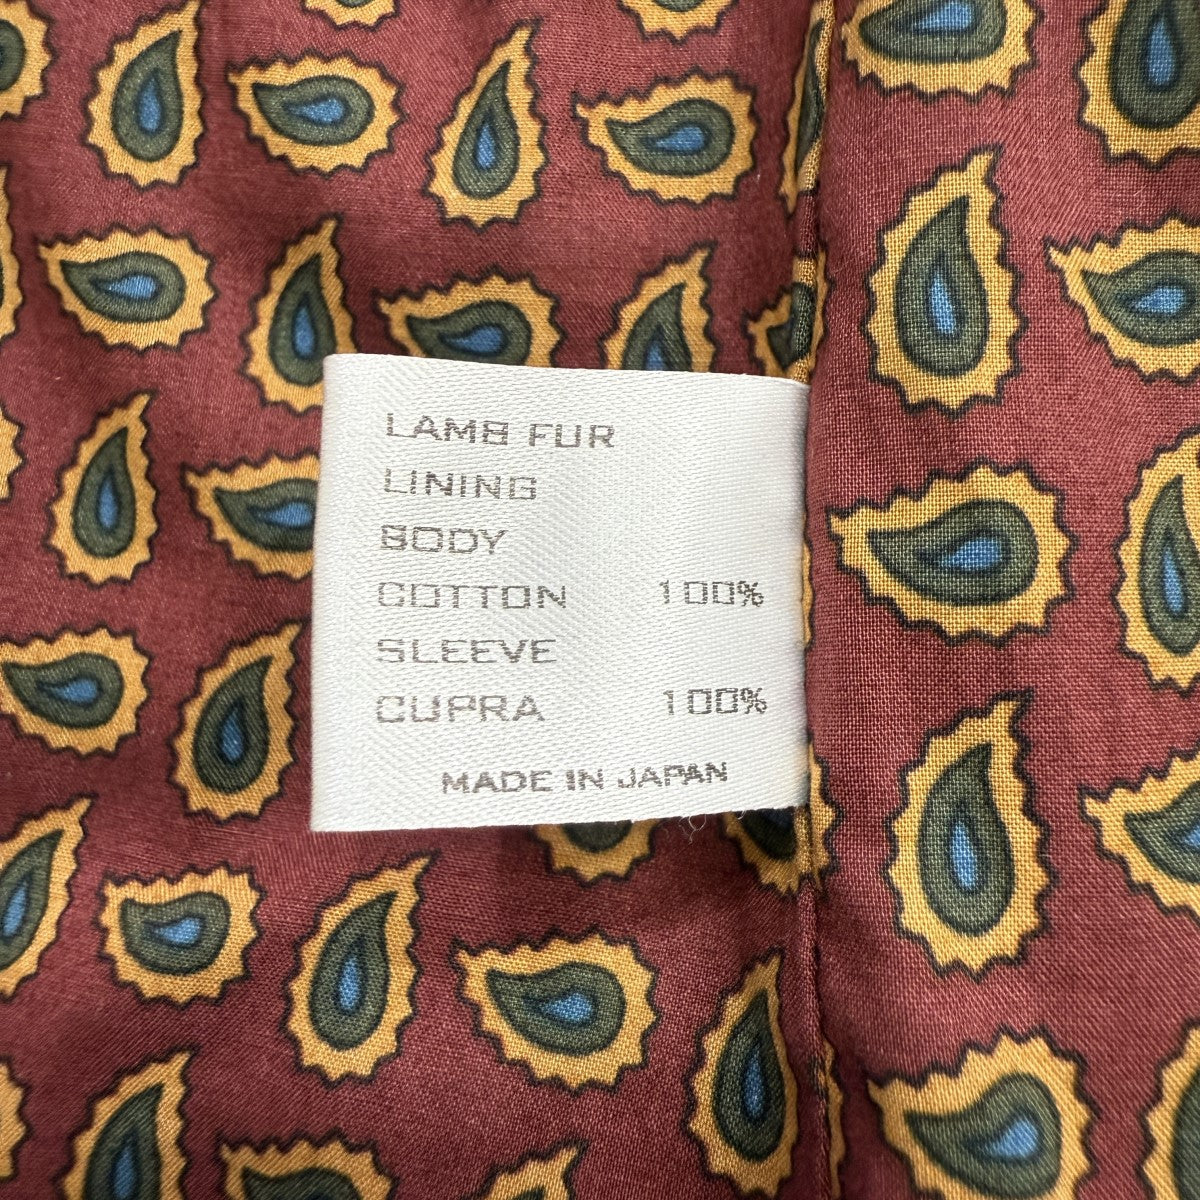 LAMB FUR
LINING
BODY
COTTON 100%
SLEEVE
CUPRA 100%
MADE IN JAPAN